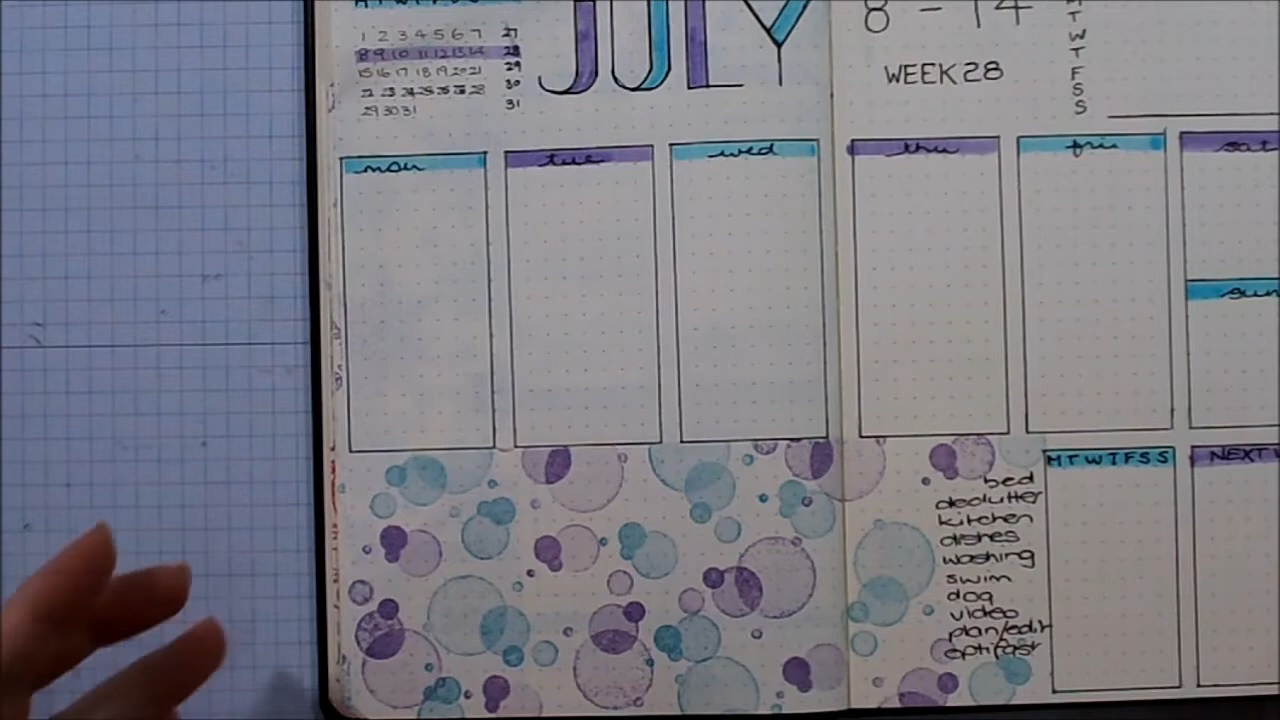 M T W T F S S
1 2 3 4 5 6 7 27
8 9 10 11 12 13 14 28
15 16 17 18 19 20 21 29
22 23 24 25 26 27 28 30
29 30 31 31
JULY
8 - 14
WEEK 28
T
W
T
F
S
S
mon
tue
wed
thu
fri
sat
sun
MTWTFSS
NEXT
bed
declutter
kitchen
dishes
washing
swim
dog
video
plan/edit
optifast